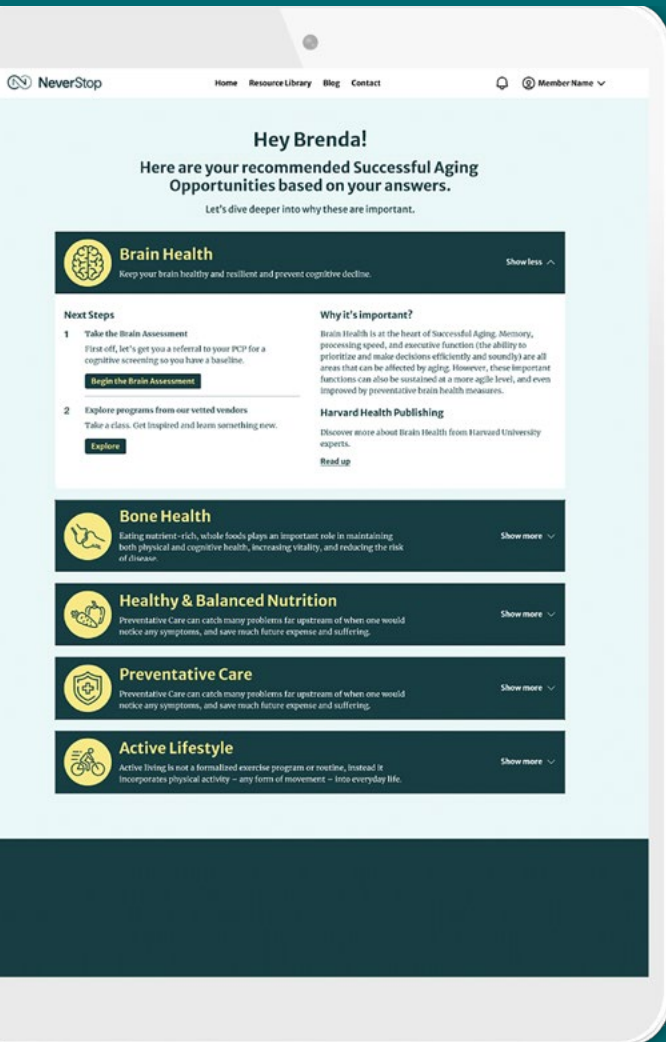 NeverStop
Home Resource Library Blog Contact
Member Name
Hey Brenda!
Here are your recommended Successful Aging
Opportunities based on your answers.
Let's dive deeper into why these are important.
Brain Health
Keep your brain healthy and resilient and prevent cognitive decline.
Show less
Next Steps
1 Take the Brain Assessment
First off, let's get you a referral to your PCP for a
cognitive screening so you have a baseline.
Begin the Brain Assessment
2 Explore programs from our vetted vendors
Take a class. Get inspired and learn something new.
Explore
Why it's important?
Brain Health is at the heart of Successful Aging. Memory,
processing speed, and executive function (the ability to
prioritize and make decisions efficiently and soundly) are all
areas that can be affected by aging. However, these important
functions can also be sustained at a more agile level, and even
improved by preventative brain health measures.
Harvard Health Publishing
Discover more about Brain Health from Harvard University
experts.
Read up
Bone Health
Eating nutrient-rich, whole foods plays an important role in maintaining
both physical and cognitive health, increasing vitality, and reducing the risk
of disease.
Show more
Healthy & Balanced Nutrition
Preventative Care can catch many problems far upstream of when one would
notice any symptoms, and save much future expense and suffering.
Show more
Preventative Care
Preventative Care can catch many problems far upstream of when one would
notice any symptoms, and save much future expense and suffering.
Show more
Active Lifestyle
Active living is not a formalized exercise program or routine, instead it
incorporates physical activity – any form of movement – into everyday life.
Show more